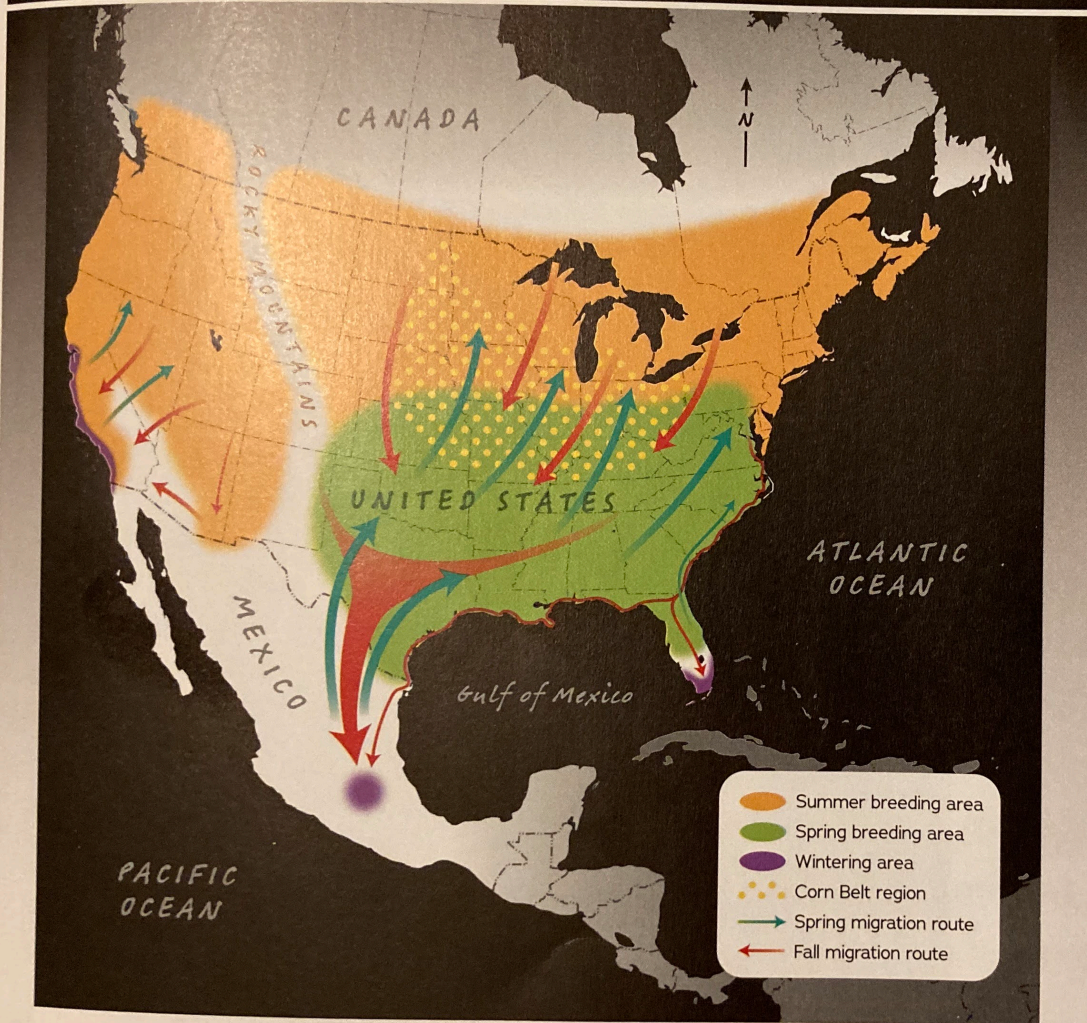 CANADA
N
ROCKY MOUNTAINS
UNITED STATES
ATLANTIC
OCEAN
MEXICO
Gulf of Mexico
PACIFIC
OCEAN
Summer breeding area
Spring breeding area
Wintering area
Corn Belt region
Spring migration route
Fall migration route